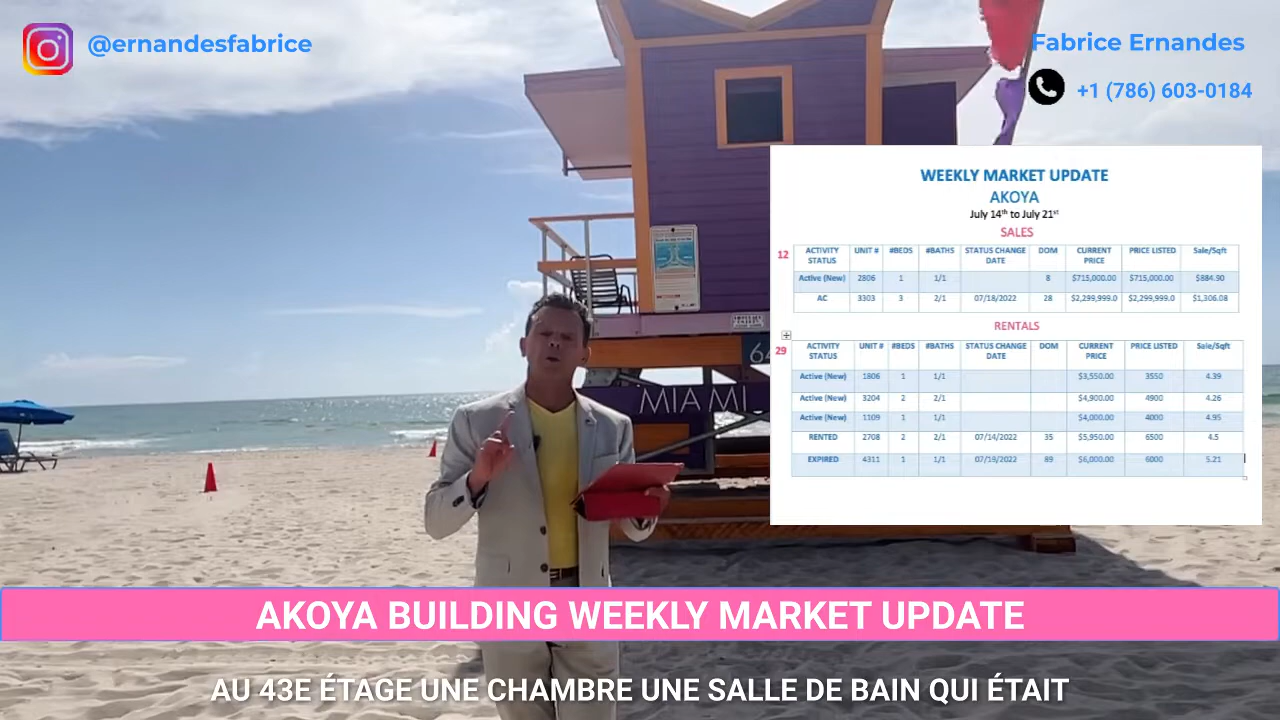 @ernandesfabrice
Fabrice Ernandes
+1 (786) 603-0184
WEEKLY MARKET UPDATE
AKOYA
July 14th to July 21st
SALES
12
ACTIVITY STATUS UNIT # #BEDS #BATHS STATUS CHANGE DATE DOM CURRENT PRICE PRICE LISTED Sale/Sqft
Active (New) 2806 1 1/1 8 $715,000.00 $715,000.00 $884.90
AC 3303 3 2/1 07/18/2022 28 $2,299,999.0 $2,299,999.0 $1,306.08
RENTALS
29
ACTIVITY STATUS UNIT # #BEDS #BATHS STATUS CHANGE DATE DOM CURRENT PRICE PRICE LISTED Sale/Sqft
Active (New) 1806 1 1/1 $3,550.00 3550 4.39
Active (New) 3204 2 2/1 $4,900.00 4900 4.26
Active (New) 1109 1 1/1 $4,000.00 4000 4.95
RENTED 2708 2 2/1 07/14/2022 35 $5,950.00 6500 4.5
EXPIRED 4311 1 1/1 07/19/2022 89 $6,000.00 6000 5.21
64
MIAMI
AKOYA BUILDING WEEKLY MARKET UPDATE
AU 43E ÉTAGE UNE CHAMBRE UNE SALLE DE BAIN QUI ÉTAIT